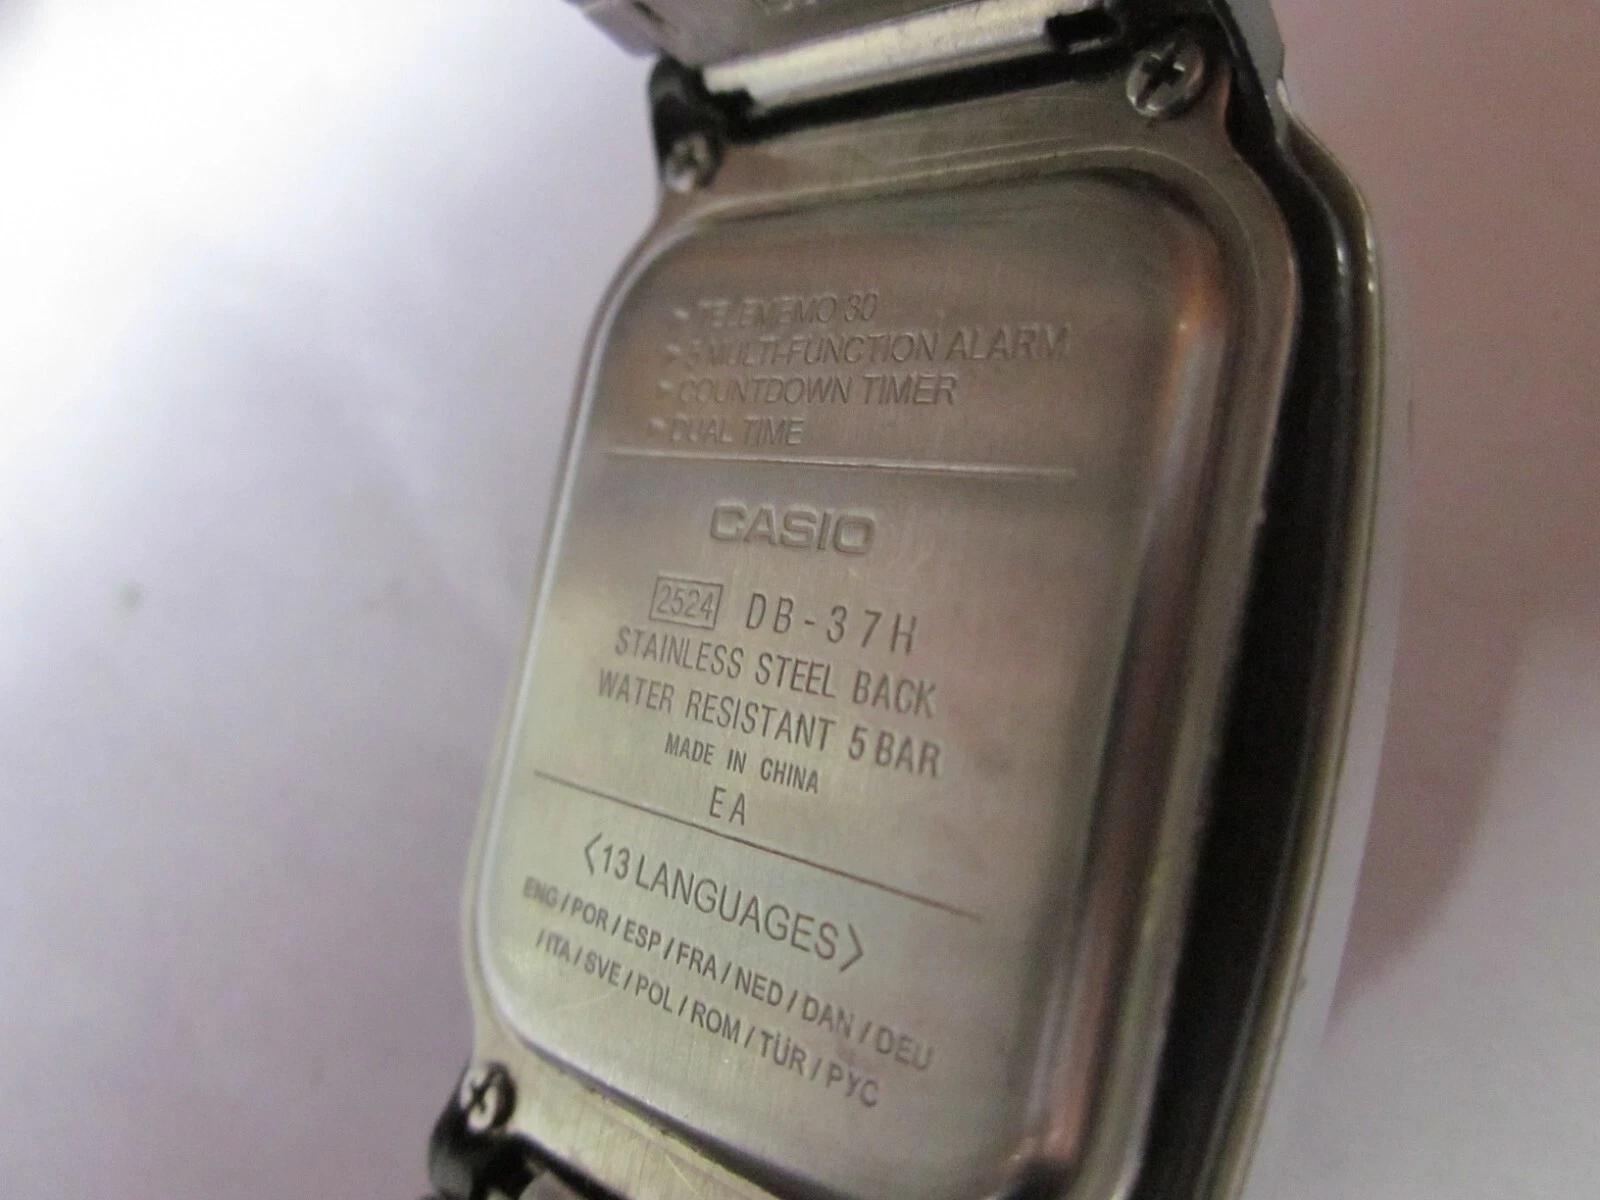 TELEMEMO 30
5 MULTI-FUNCTION ALARM
COUNTDOWN TIMER
DUAL TIME
CASIO
2524 DB-37H
STAINLESS STEEL BACK
WATER RESISTANT 5 BAR
MADE IN CHINA
EA
〈13 LANGUAGES〉
ENG/POR/ESP/FRA/NED/DAN/DEU
/ITA/SVE/POL/ROM/TÜR/РУС